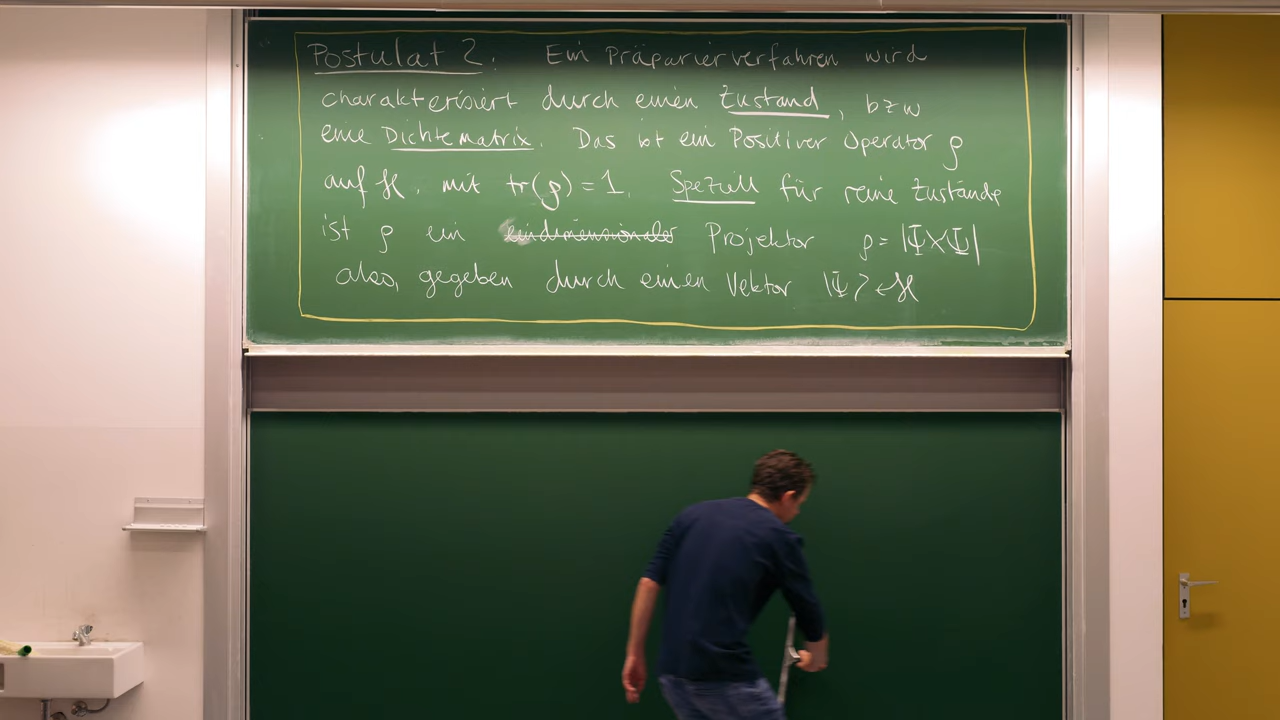 Postulat 2: Ein Präparierverfahren wird
charakterisiert durch einen Zustand, bzw
eine Dichtematrix. Das ist ein Positiver Operator ρ
auf ℋ, mit tr(ρ)=1. Speziell für reine Zustände
ist ρ ein eindimensionaler Projektor ρ=|Ψ⟩⟨Ψ|
also, gegeben durch einen Vektor |Ψ⟩∈ℋ